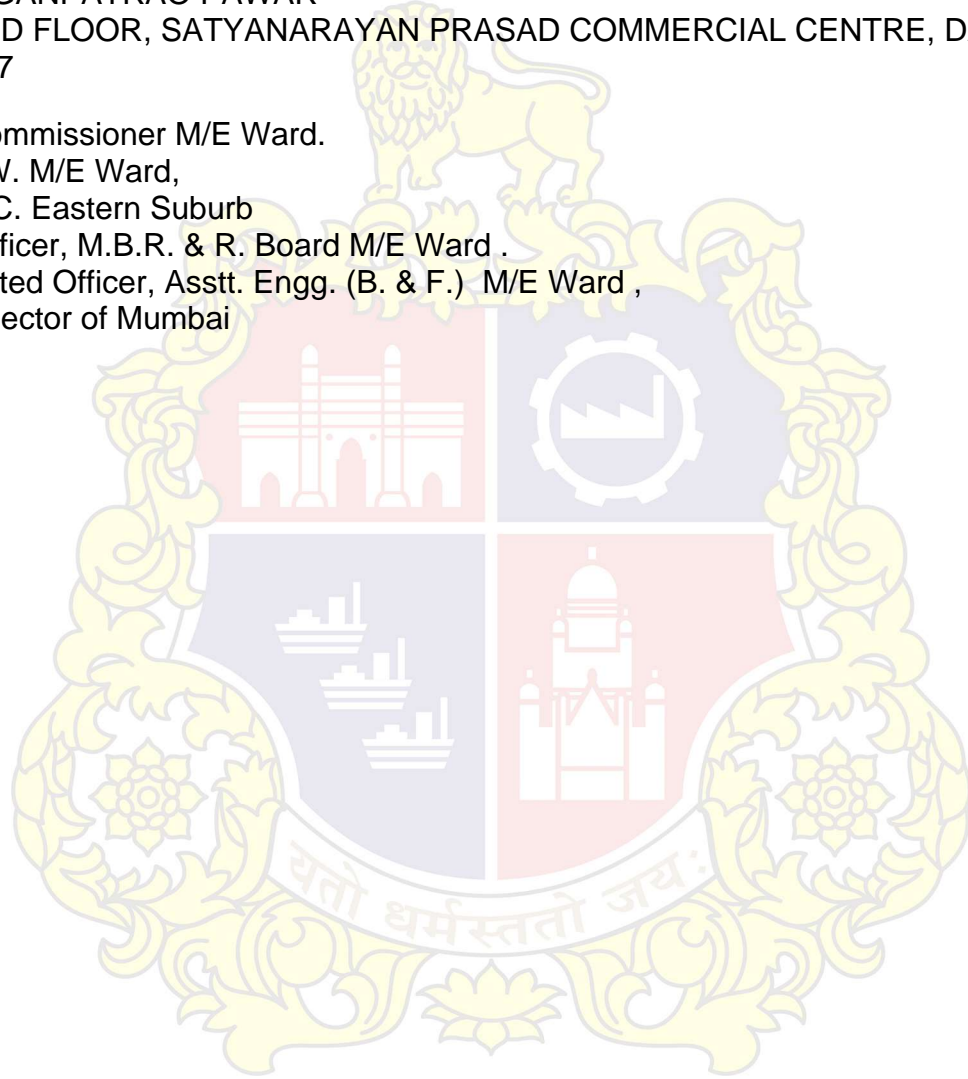 GANPATRAO PAWAR
D FLOOR, SATYANARAYAN PRASAD COMMERCIAL CENTRE, D
7
ommissioner M/E Ward.
W. M/E Ward,
C. Eastern Suburb
fficer, M.B.R. & R. Board M/E Ward .
ted Officer, Asstt. Engg. (B. & F.) M/E Ward ,
ector of Mumbai
यतो धर्मस्ततो जय: